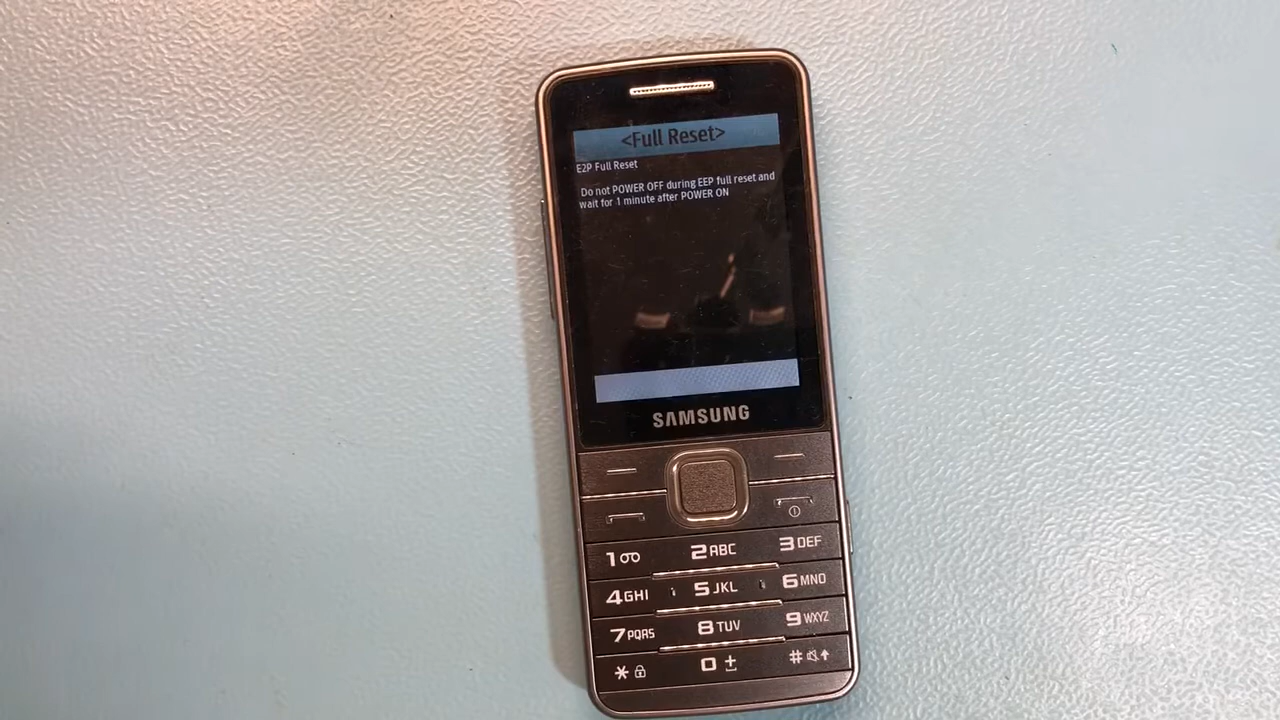 <Full Reset>
E2P Full Reset
Do not POWER OFF during EEP full reset and
wait for 1 minute after POWER ON
SAMSUNG
1 2ABC 3DEF
4GHI 5JKL 6MNO
7PQRS 8TUV 9WXYZ
* 0+ #